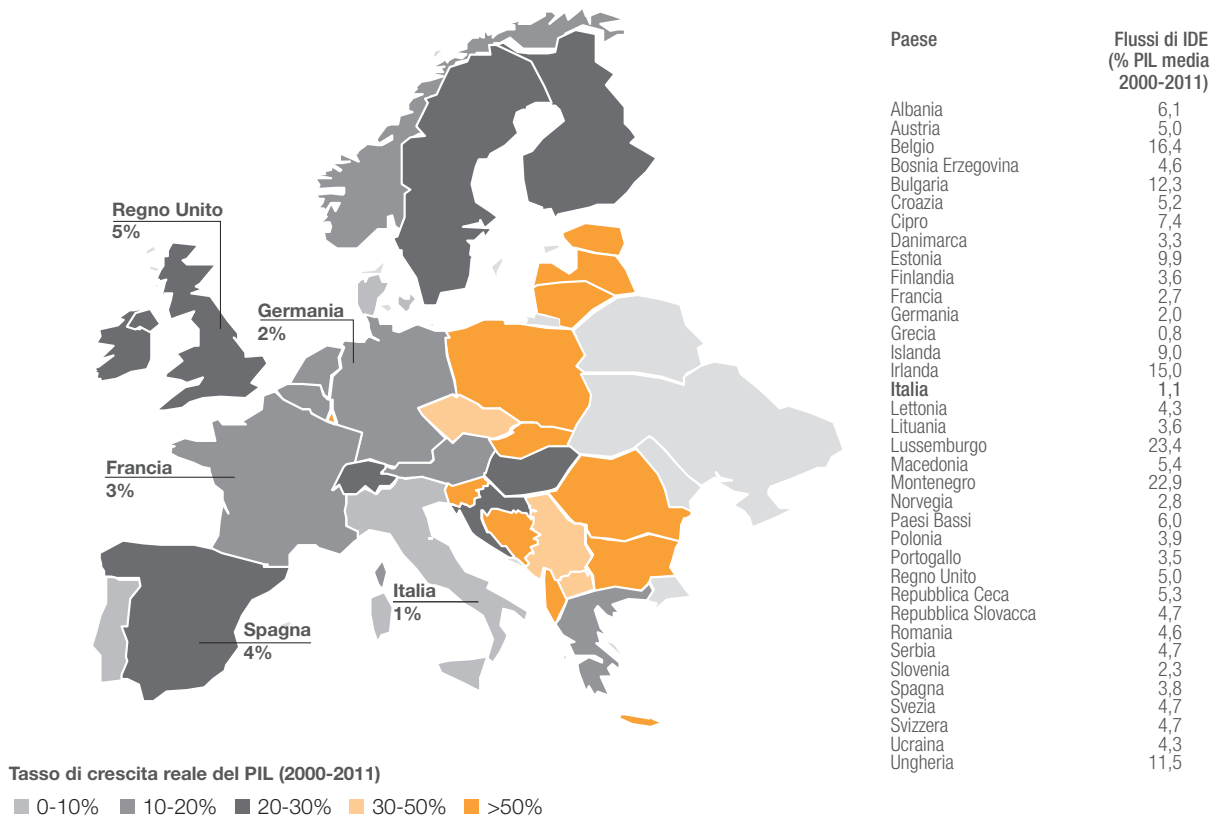 Regno Unito
5%
Germania
2%
Francia
3%
Italia
1%
Spagna
4%
Tasso di crescita reale del PIL (2000-2011)
0-10% 10-20% 20-30% 30-50% >50%
Paese Flussi di IDE
(% PIL media
2000-2011)
Albania 6,1
Austria 5,0
Belgio 16,4
Bosnia Erzegovina 4,6
Bulgaria 12,3
Croazia 5,2
Cipro 7,4
Danimarca 3,3
Estonia 9,9
Finlandia 3,6
Francia 2,7
Germania 2,0
Grecia 0,8
Islanda 9,0
Irlanda 15,0
Italia 1,1
Lettonia 4,3
Lituania 3,6
Lussemburgo 23,4
Macedonia 5,4
Montenegro 22,9
Norvegia 2,8
Paesi Bassi 6,0
Polonia 3,9
Portogallo 3,5
Regno Unito 5,0
Repubblica Ceca 5,3
Repubblica Slovacca 4,7
Romania 4,6
Serbia 4,7
Slovenia 2,3
Spagna 3,8
Svezia 4,7
Svizzera 4,7
Ucraina 4,3
Ungheria 11,5